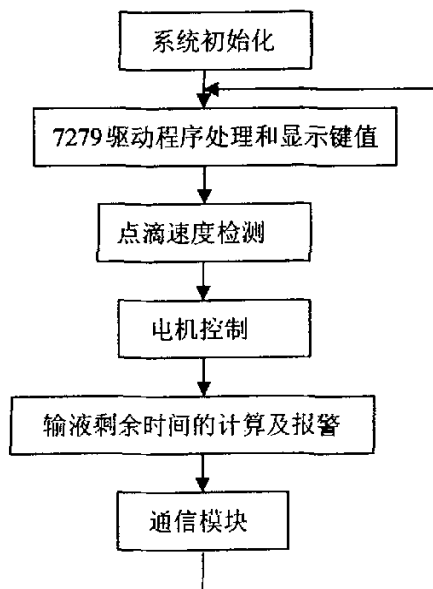 系统初始化
7279驱动程序处理和显示键值
点滴速度检测
电机控制
输液剩余时间的计算及报警
通信模块